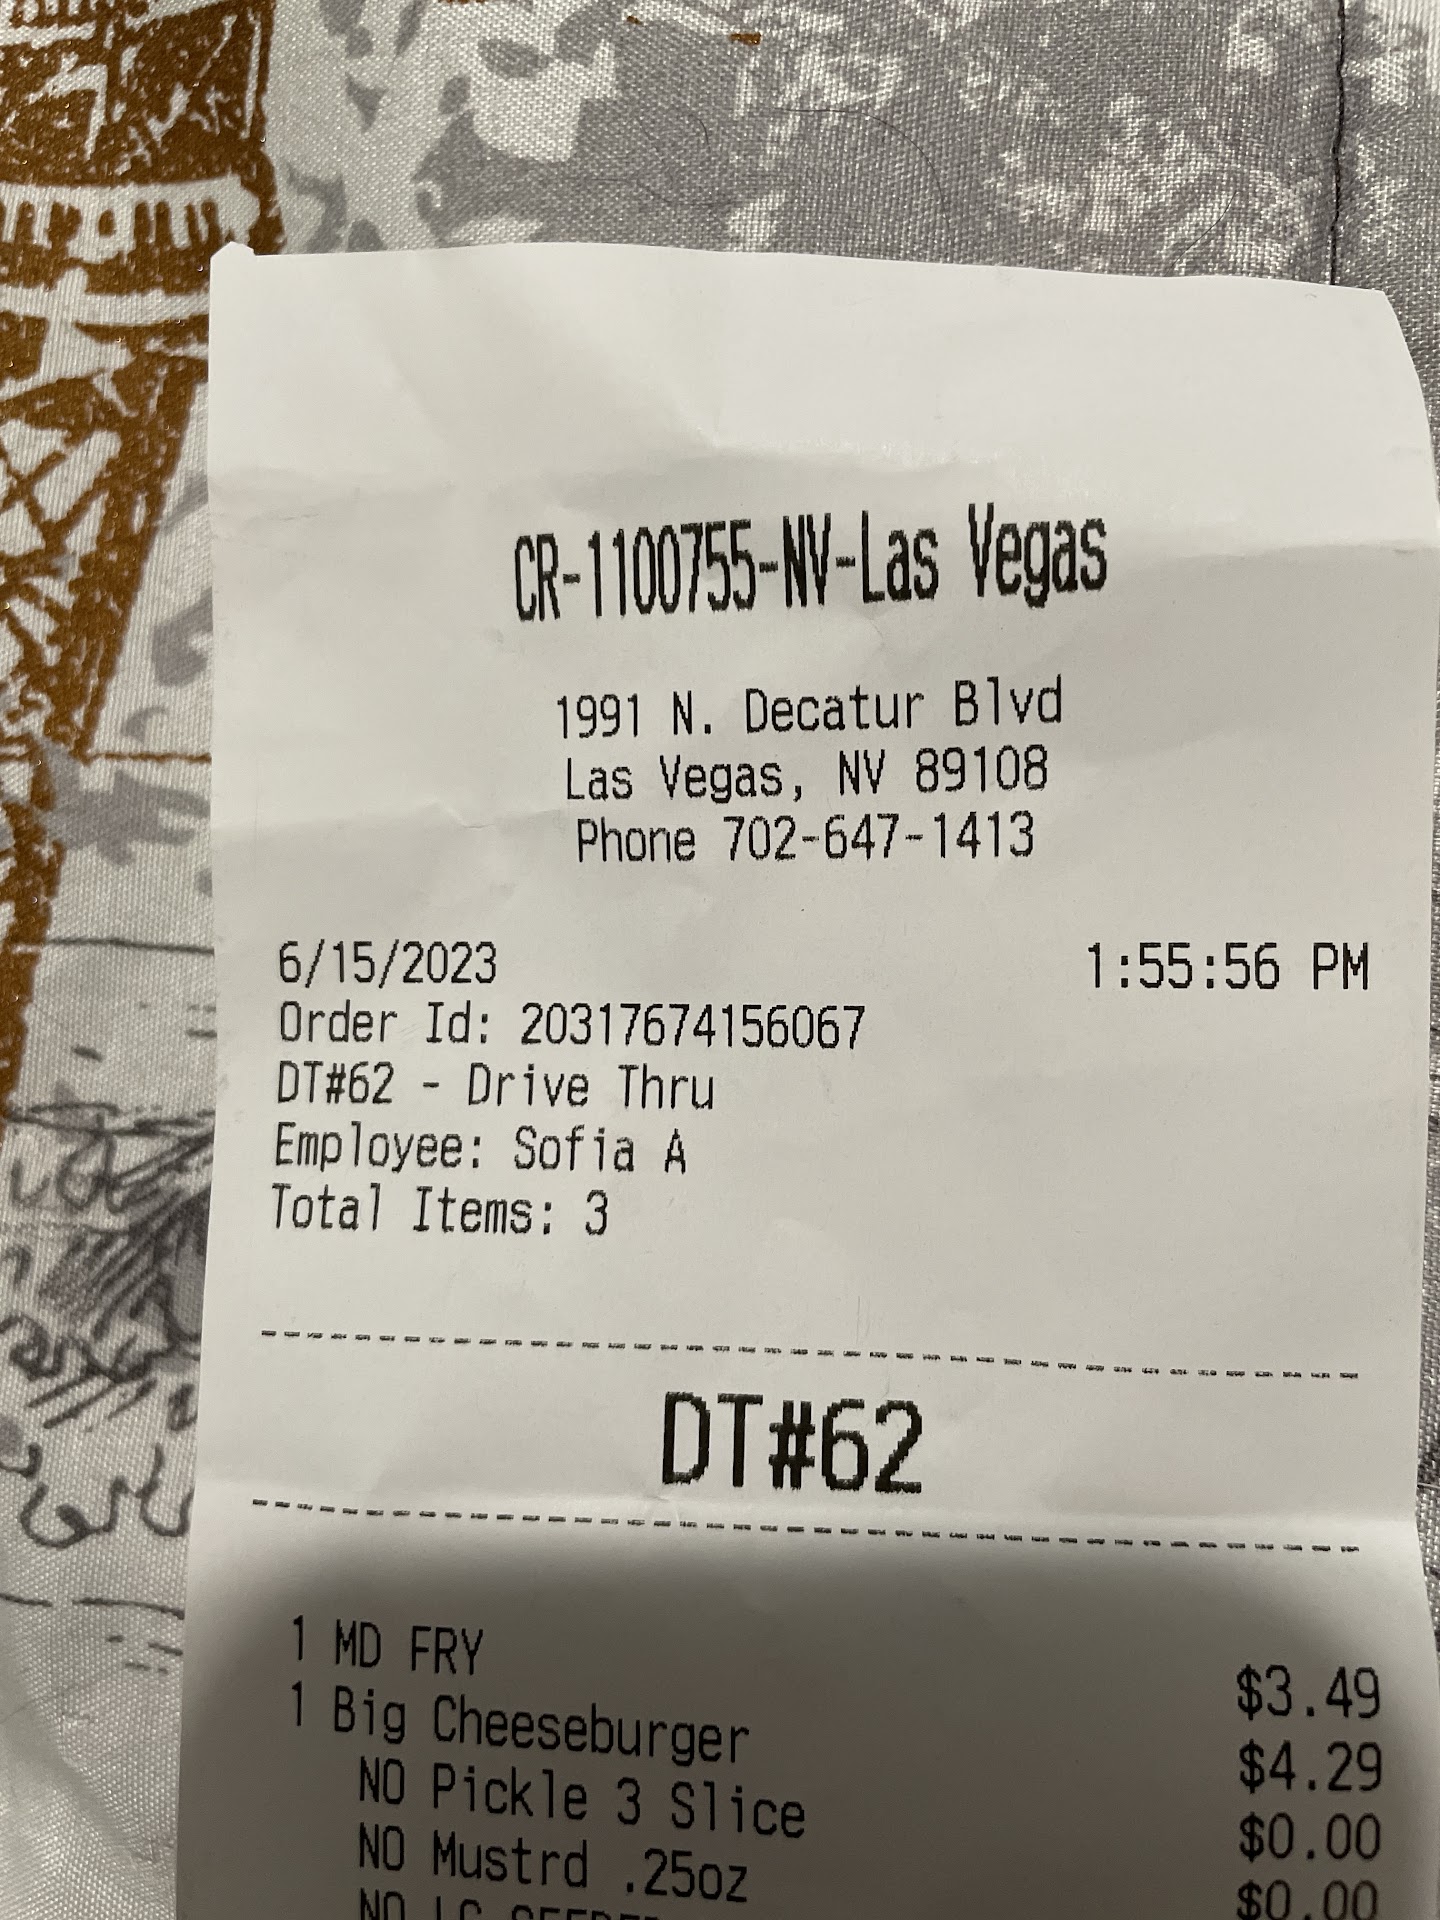 CR-1100755-NV-Las Vegas
1991 N. Decatur Blvd
Las Vegas, NV 89108
Phone 702-647-1413
6/15/2023 1:55:56 PM
Order Id: 20317674156067
DT#62 - Drive Thru
Employee: Sofia A
Total Items: 3
DT#62
1 MD FRY $3.49
1 Big Cheeseburger $4.29
NO Pickle 3 Slice $0.00
NO Mustrd .25oz $0.00
NO